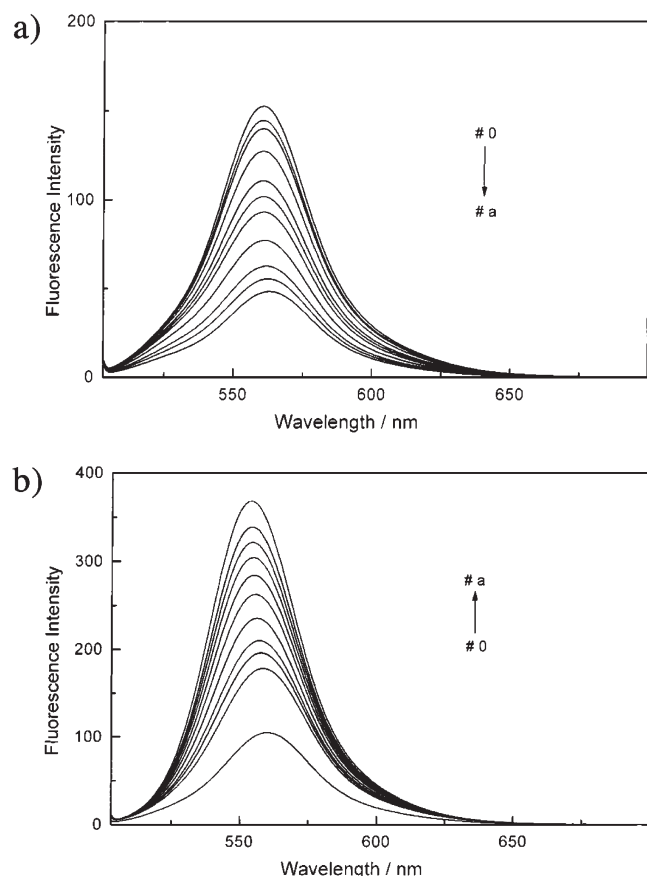 a)
200
# 0
# a
100
Fluorescence Intensity
0
550 600 650
Wavelength / nm
b)
400
300
# a
# 0
200
100
Fluorescence Intensity
0
550 600 650
Wavelength / nm